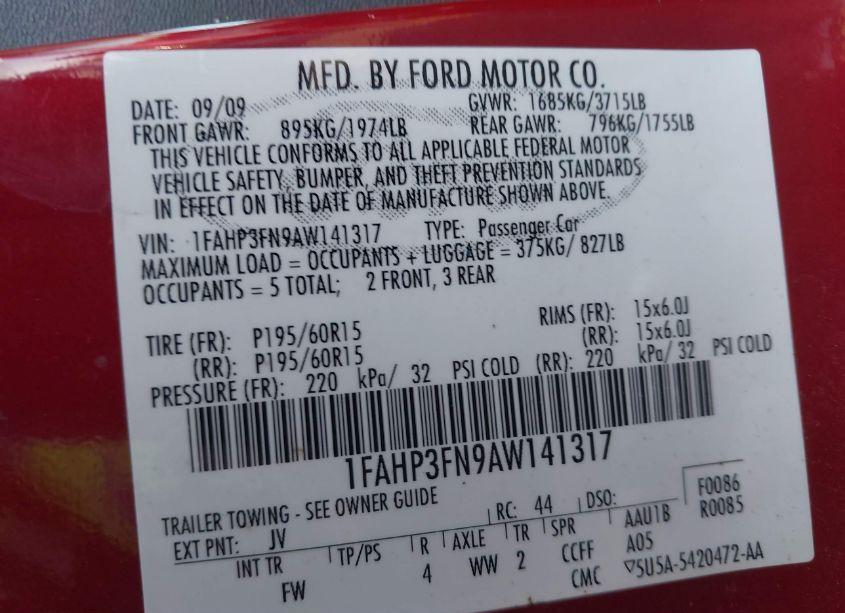 MFD. BY FORD MOTOR CO.
DATE: 09/09 GVWR: 1685KG/3715LB
FRONT GAWR: 895KG/1974LB REAR GAWR: 796KG/1755LB
THIS VEHICLE CONFORMS TO ALL APPLICABLE FEDERAL MOTOR
VEHICLE SAFETY, BUMPER, AND THEFT PREVENTION STANDARDS
IN EFFECT ON THE DATE OF MANUFACTURE SHOWN ABOVE.
VIN: 1FAHP3FN9AW141317 TYPE: Passenger Car
MAXIMUM LOAD = OCCUPANTS + LUGGAGE = 375KG/ 827LB
OCCUPANTS = 5 TOTAL; 2 FRONT, 3 REAR
TIRE (FR): P195/60R15 RIMS (FR): 15x6.0J
(RR): P195/60R15 (RR): 15x6.0J
PRESSURE (FR): 220 kPa/ 32 PSI COLD (RR): 220 kPa/ 32 PSI COLD
1FAHP3FN9AW141317
TRAILER TOWING - SEE OWNER GUIDE
EXT PNT: JV RC: 44 DSO: F0086
INT TR TP/PS R AXLE TR SPR AAU1B R0085
FW 4 WW 2 CCFF A05
CMC 5U5A-5420472-AA